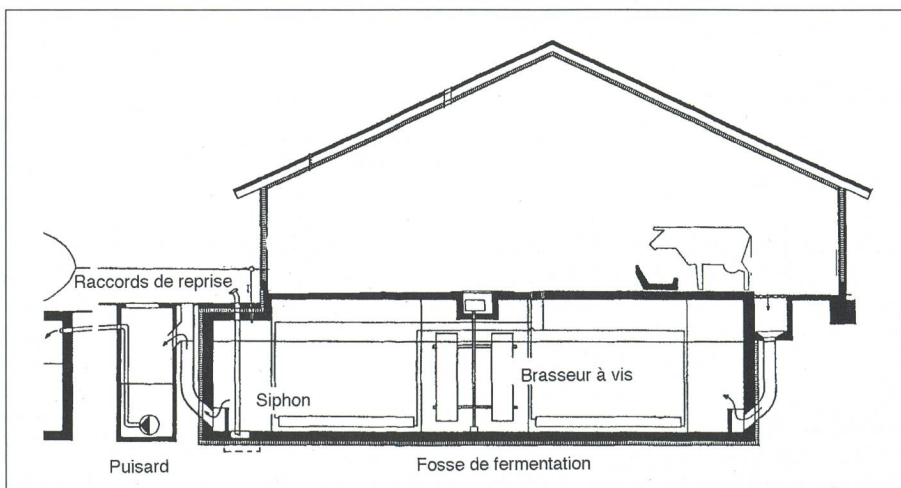 Raccords de reprise
Siphon
Brasseur à vis
Puisard
Fosse de fermentation